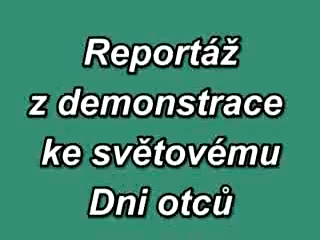 Reportáž
z demonstrace
ke světovému
Dni otců